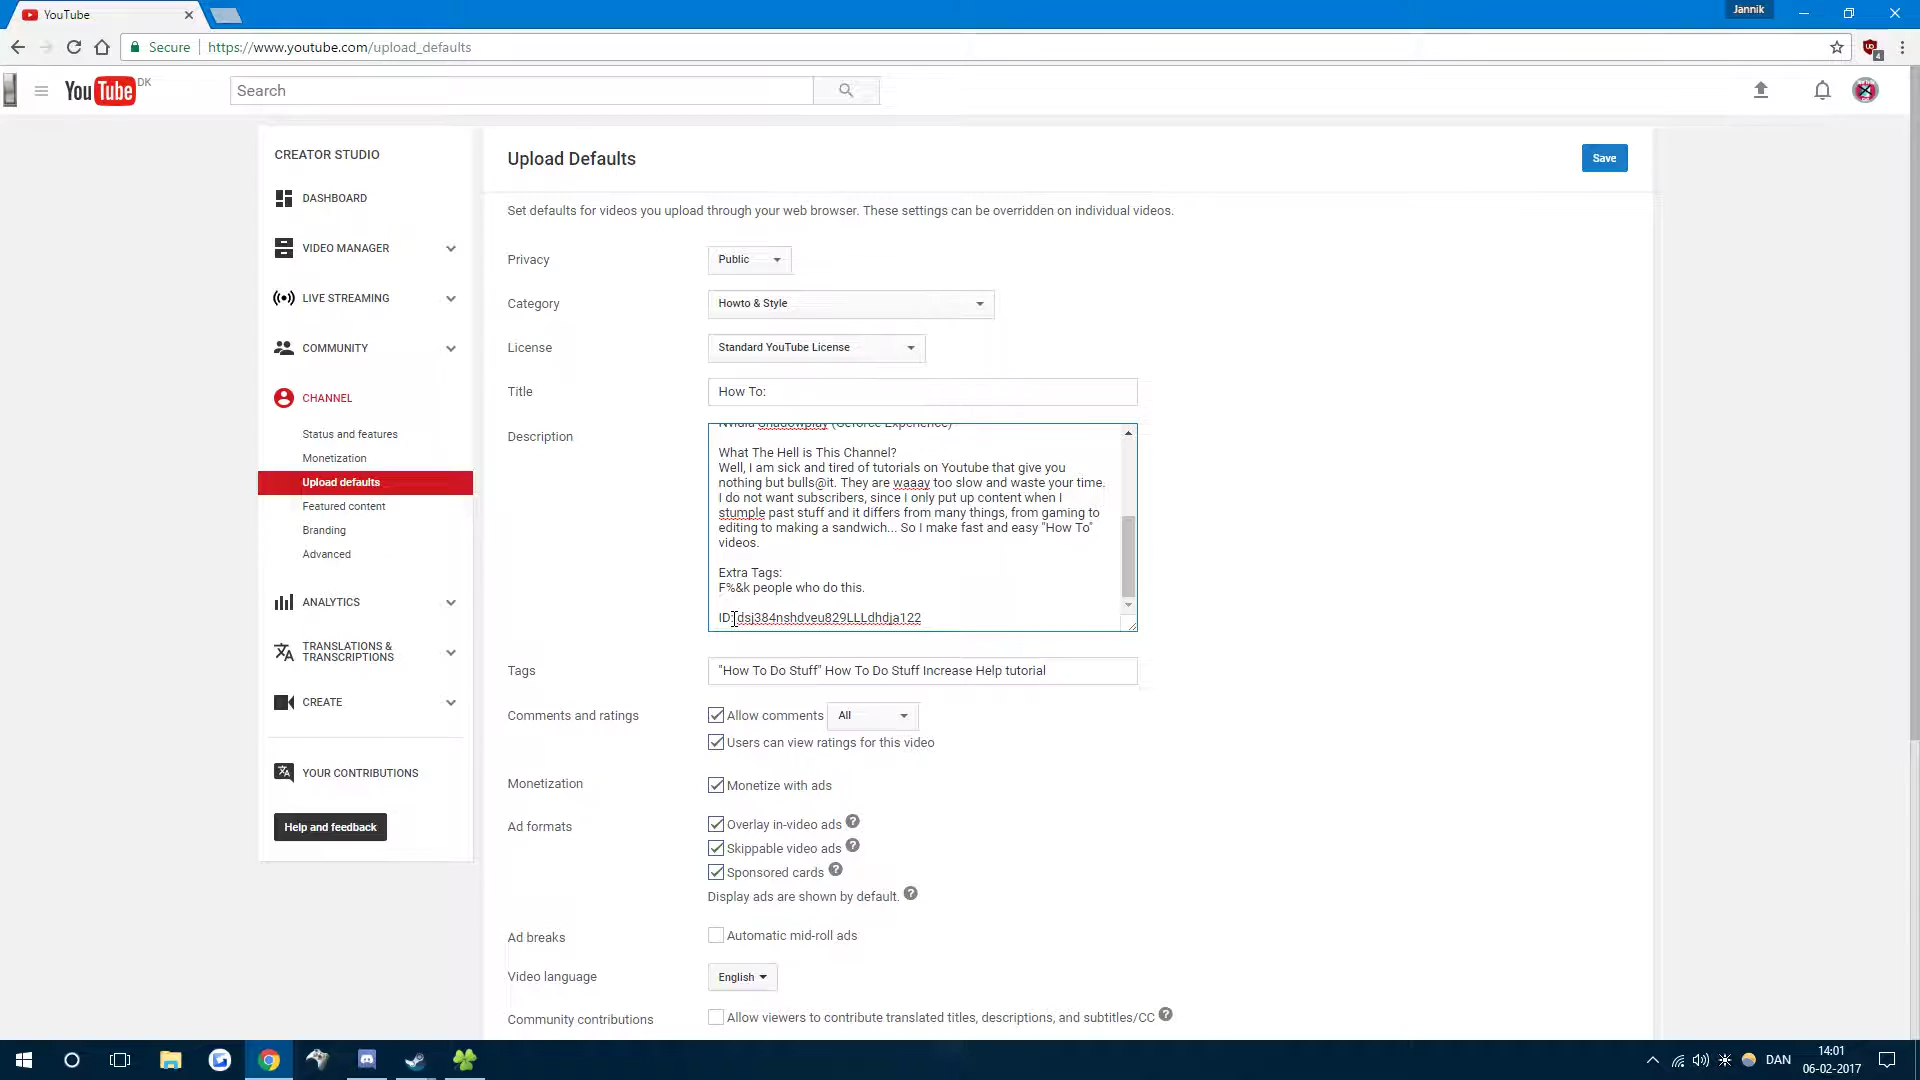 YouTube
Jannik
Secure
https://www.youtube.com/upload_defaults
4
YouTube DK
Search
CREATOR STUDIO
DASHBOARD
VIDEO MANAGER
LIVE STREAMING
COMMUNITY
CHANNEL
Status and features
Monetization
Upload defaults
Featured content
Branding
Advanced
ANALYTICS
TRANSLATIONS &
TRANSCRIPTIONS
CREATE
YOUR CONTRIBUTIONS
Help and feedback
Upload Defaults
Save
Set defaults for videos you upload through your web browser. These settings can be overridden on individual videos.
Privacy
Public
Category
Howto & Style
License
Standard YouTube License
Title
How To:
Description
Nvidia Shadowplay (Geforce Experience)
What The Hell is This Channel?
Well, I am sick and tired of tutorials on Youtube that give you
nothing but bulls@it. They are waaay too slow and waste your time.
I do not want subscribers, since I only put up content when I
stumple past stuff and it differs from many things, from gaming to
editing to making a sandwich... So I make fast and easy "How To"
videos.
Extra Tags:
F%&k people who do this.
ID:dsj384nshdveu829LLLdhdja122
Tags
"How To Do Stuff" How To Do Stuff Increase Help tutorial
Comments and ratings
Allow comments
All
Users can view ratings for this video
Monetization
Monetize with ads
Ad formats
Overlay in-video ads
Skippable video ads
Sponsored cards
Display ads are shown by default.
Ad breaks
Automatic mid-roll ads
Video language
English
Community contributions
Allow viewers to contribute translated titles, descriptions, and subtitles/CC
DAN
14:01
06-02-2017